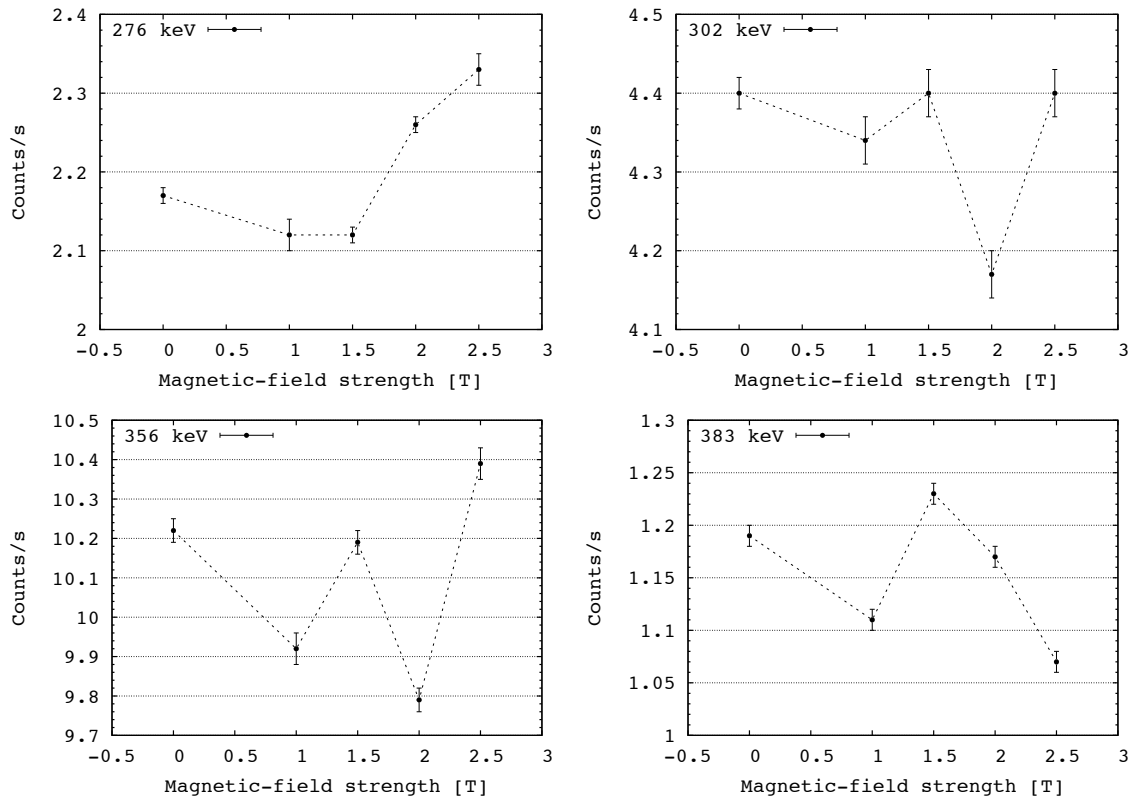 276 keV
2.4
2.3
2.2
2.1
2
Counts/s
-0.5 0 0.5 1 1.5 2 2.5 3
Magnetic-field strength [T]
302 keV
4.5
4.4
4.3
4.2
4.1
Counts/s
-0.5 0 0.5 1 1.5 2 2.5 3
Magnetic-field strength [T]
356 keV
10.5
10.4
10.3
10.2
10.1
10
9.9
9.8
9.7
Counts/s
-0.5 0 0.5 1 1.5 2 2.5 3
Magnetic-field strength [T]
383 keV
1.3
1.25
1.2
1.15
1.1
1.05
1
Counts/s
-0.5 0 0.5 1 1.5 2 2.5 3
Magnetic-field strength [T]